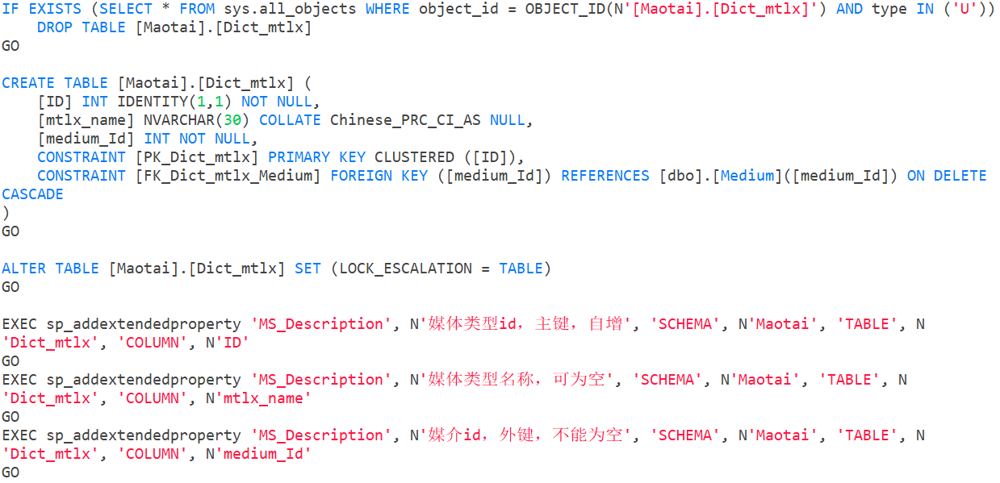 IF EXISTS (SELECT * FROM sys.all_objects WHERE object_id = OBJECT_ID(N'[Maotai].[Dict_mtlx]') AND type IN ('U'))
    DROP TABLE [Maotai].[Dict_mtlx]
GO

CREATE TABLE [Maotai].[Dict_mtlx] (
    [ID] INT IDENTITY(1,1) NOT NULL,
    [mtlx_name] NVARCHAR(30) COLLATE Chinese_PRC_CI_AS NULL,
    [medium_Id] INT NOT NULL,
    CONSTRAINT [PK_Dict_mtlx] PRIMARY KEY CLUSTERED ([ID]),
    CONSTRAINT [FK_Dict_mtlx_Medium] FOREIGN KEY ([medium_Id]) REFERENCES [dbo].[Medium]([medium_Id]) ON DELETE
CASCADE
)
GO

ALTER TABLE [Maotai].[Dict_mtlx] SET (LOCK_ESCALATION = TABLE)
GO

EXEC sp_addextendedproperty 'MS_Description', N'媒体类型id，主键，自增', 'SCHEMA', N'Maotai', 'TABLE', N
'Dict_mtlx', 'COLUMN', N'ID'
GO
EXEC sp_addextendedproperty 'MS_Description', N'媒体类型名称，可为空', 'SCHEMA', N'Maotai', 'TABLE', N
'Dict_mtlx', 'COLUMN', N'mtlx_name'
GO
EXEC sp_addextendedproperty 'MS_Description', N'媒介id，外键，不能为空', 'SCHEMA', N'Maotai', 'TABLE', N
'Dict_mtlx', 'COLUMN', N'medium_Id'
GO